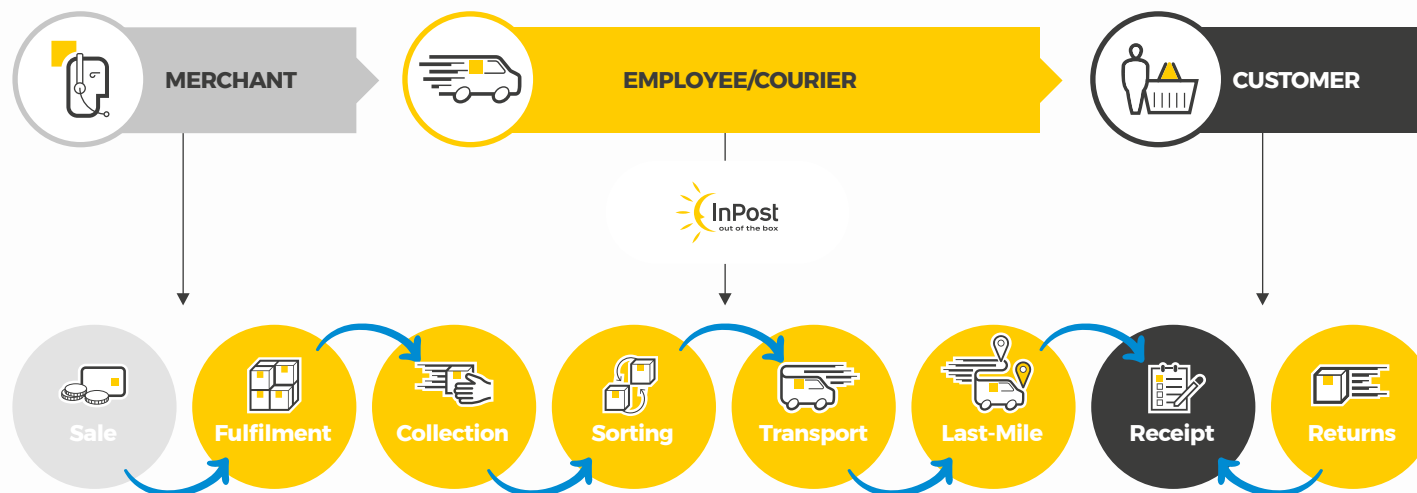 MERCHANT
EMPLOYEE/COURIER
CUSTOMER
InPost
out of the box
Sale
Fulfilment
Collection
Sorting
Transport
Last-Mile
Receipt
Returns